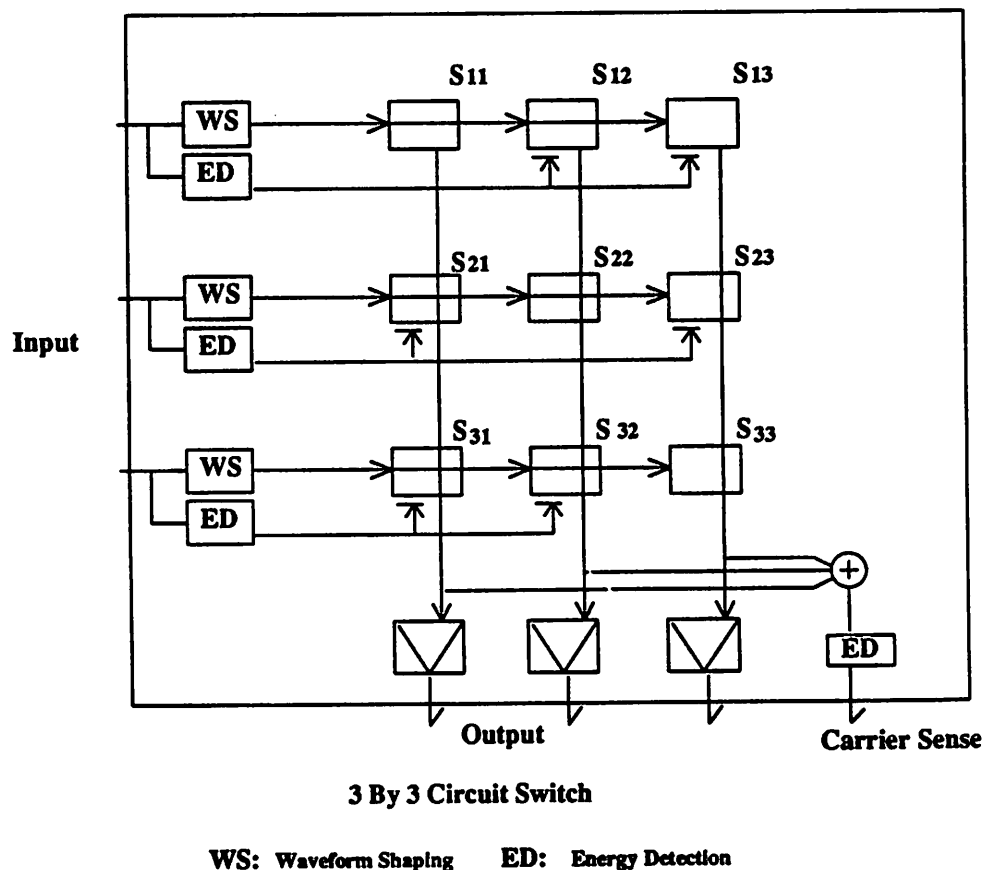 S11 S12 S13
WS
ED
S21 S22 S23
WS
Input
ED
S31 S32 S33
WS
ED
+
ED
Output
Carrier Sense
3 By 3 Circuit Switch
WS: Waveform Shaping ED: Energy Detection